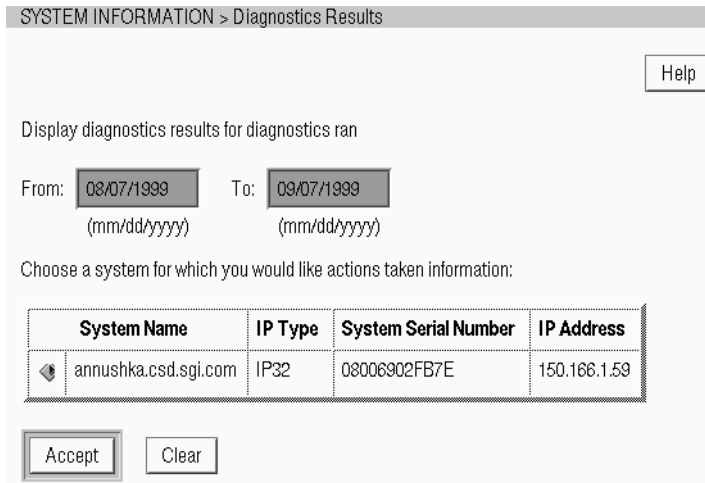 SYSTEM INFORMATION > Diagnostics Results
Help
Display diagnostics results for diagnostics ran
From: 08/07/1999 To: 09/07/1999
(mm/dd/yyyy) (mm/dd/yyyy)
Choose a system for which you would like actions taken information:
System Name IP Type System Serial Number IP Address
annushka.csd.sgi.com IP32 08006902FB7E 150.166.1.59
Accept Clear